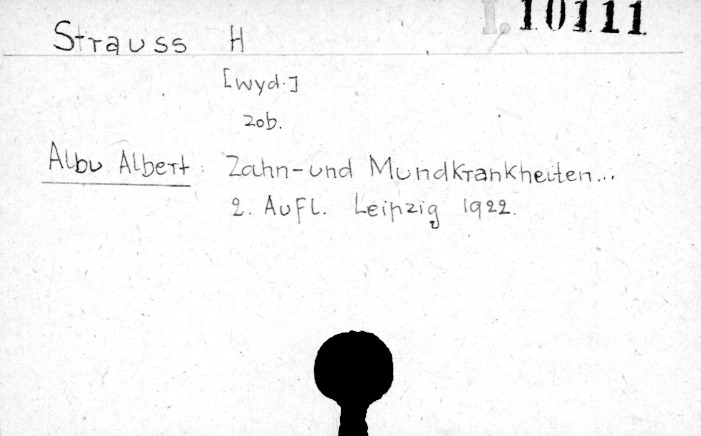 I. 10111
Strauss H
[wyd.]
zob.
Albu Albert: Zahn-und Mundkrankheiten...
2. Aufl. Leipzig 1922.